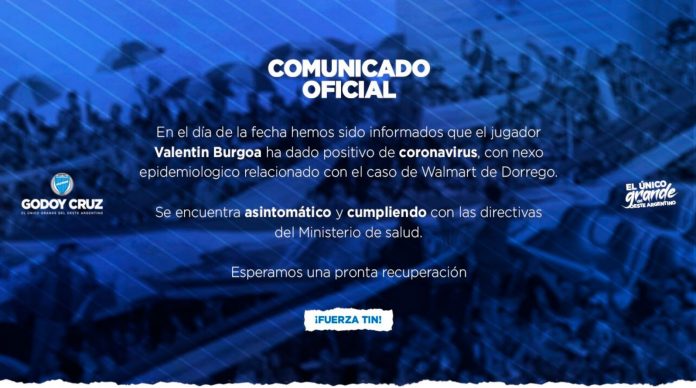 COMUNICADO
OFICIAL
En el día de la fecha hemos sido informados que el jugador
Valentin Burgoa ha dado positivo de coronavirus, con nexo
epidemiologico relacionado con el caso de Walmart de Dorrego.
Se encuentra asintomático y cumpliendo con las directivas
del Ministerio de salud.
Esperamos una pronta recuperación
¡FUERZA TIN!
GODOY CRUZ
EL ÚNICO GRANDE DEL OESTE ARGENTINO
EL ÚNICO
grande
OESTE ARGENTINO